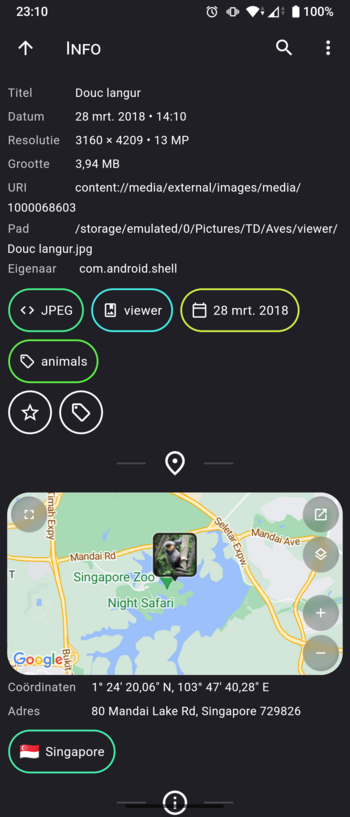 23:10
100%
INFO
Titel Douc langur
Datum 28 mrt. 2018 • 14:10
Resolutie 3160 × 4209 • 13 MP
Grootte 3,94 MB
URI content://media/external/images/media/
1000068603
Pad /storage/emulated/0/Pictures/TD/Aves/viewer/
Douc langur.jpg
Eigenaar com.android.shell
JPEG
viewer
28 mrt. 2018
animals
Seletar Expy.
Mandai Ave
Mandai Rd
T
Singapore Zoo
Night Safari
Google
Bukit
Coördinaten 1° 24' 20,06" N, 103° 47' 40,28" E
Adres 80 Mandai Lake Rd, Singapore 729826
Singapore